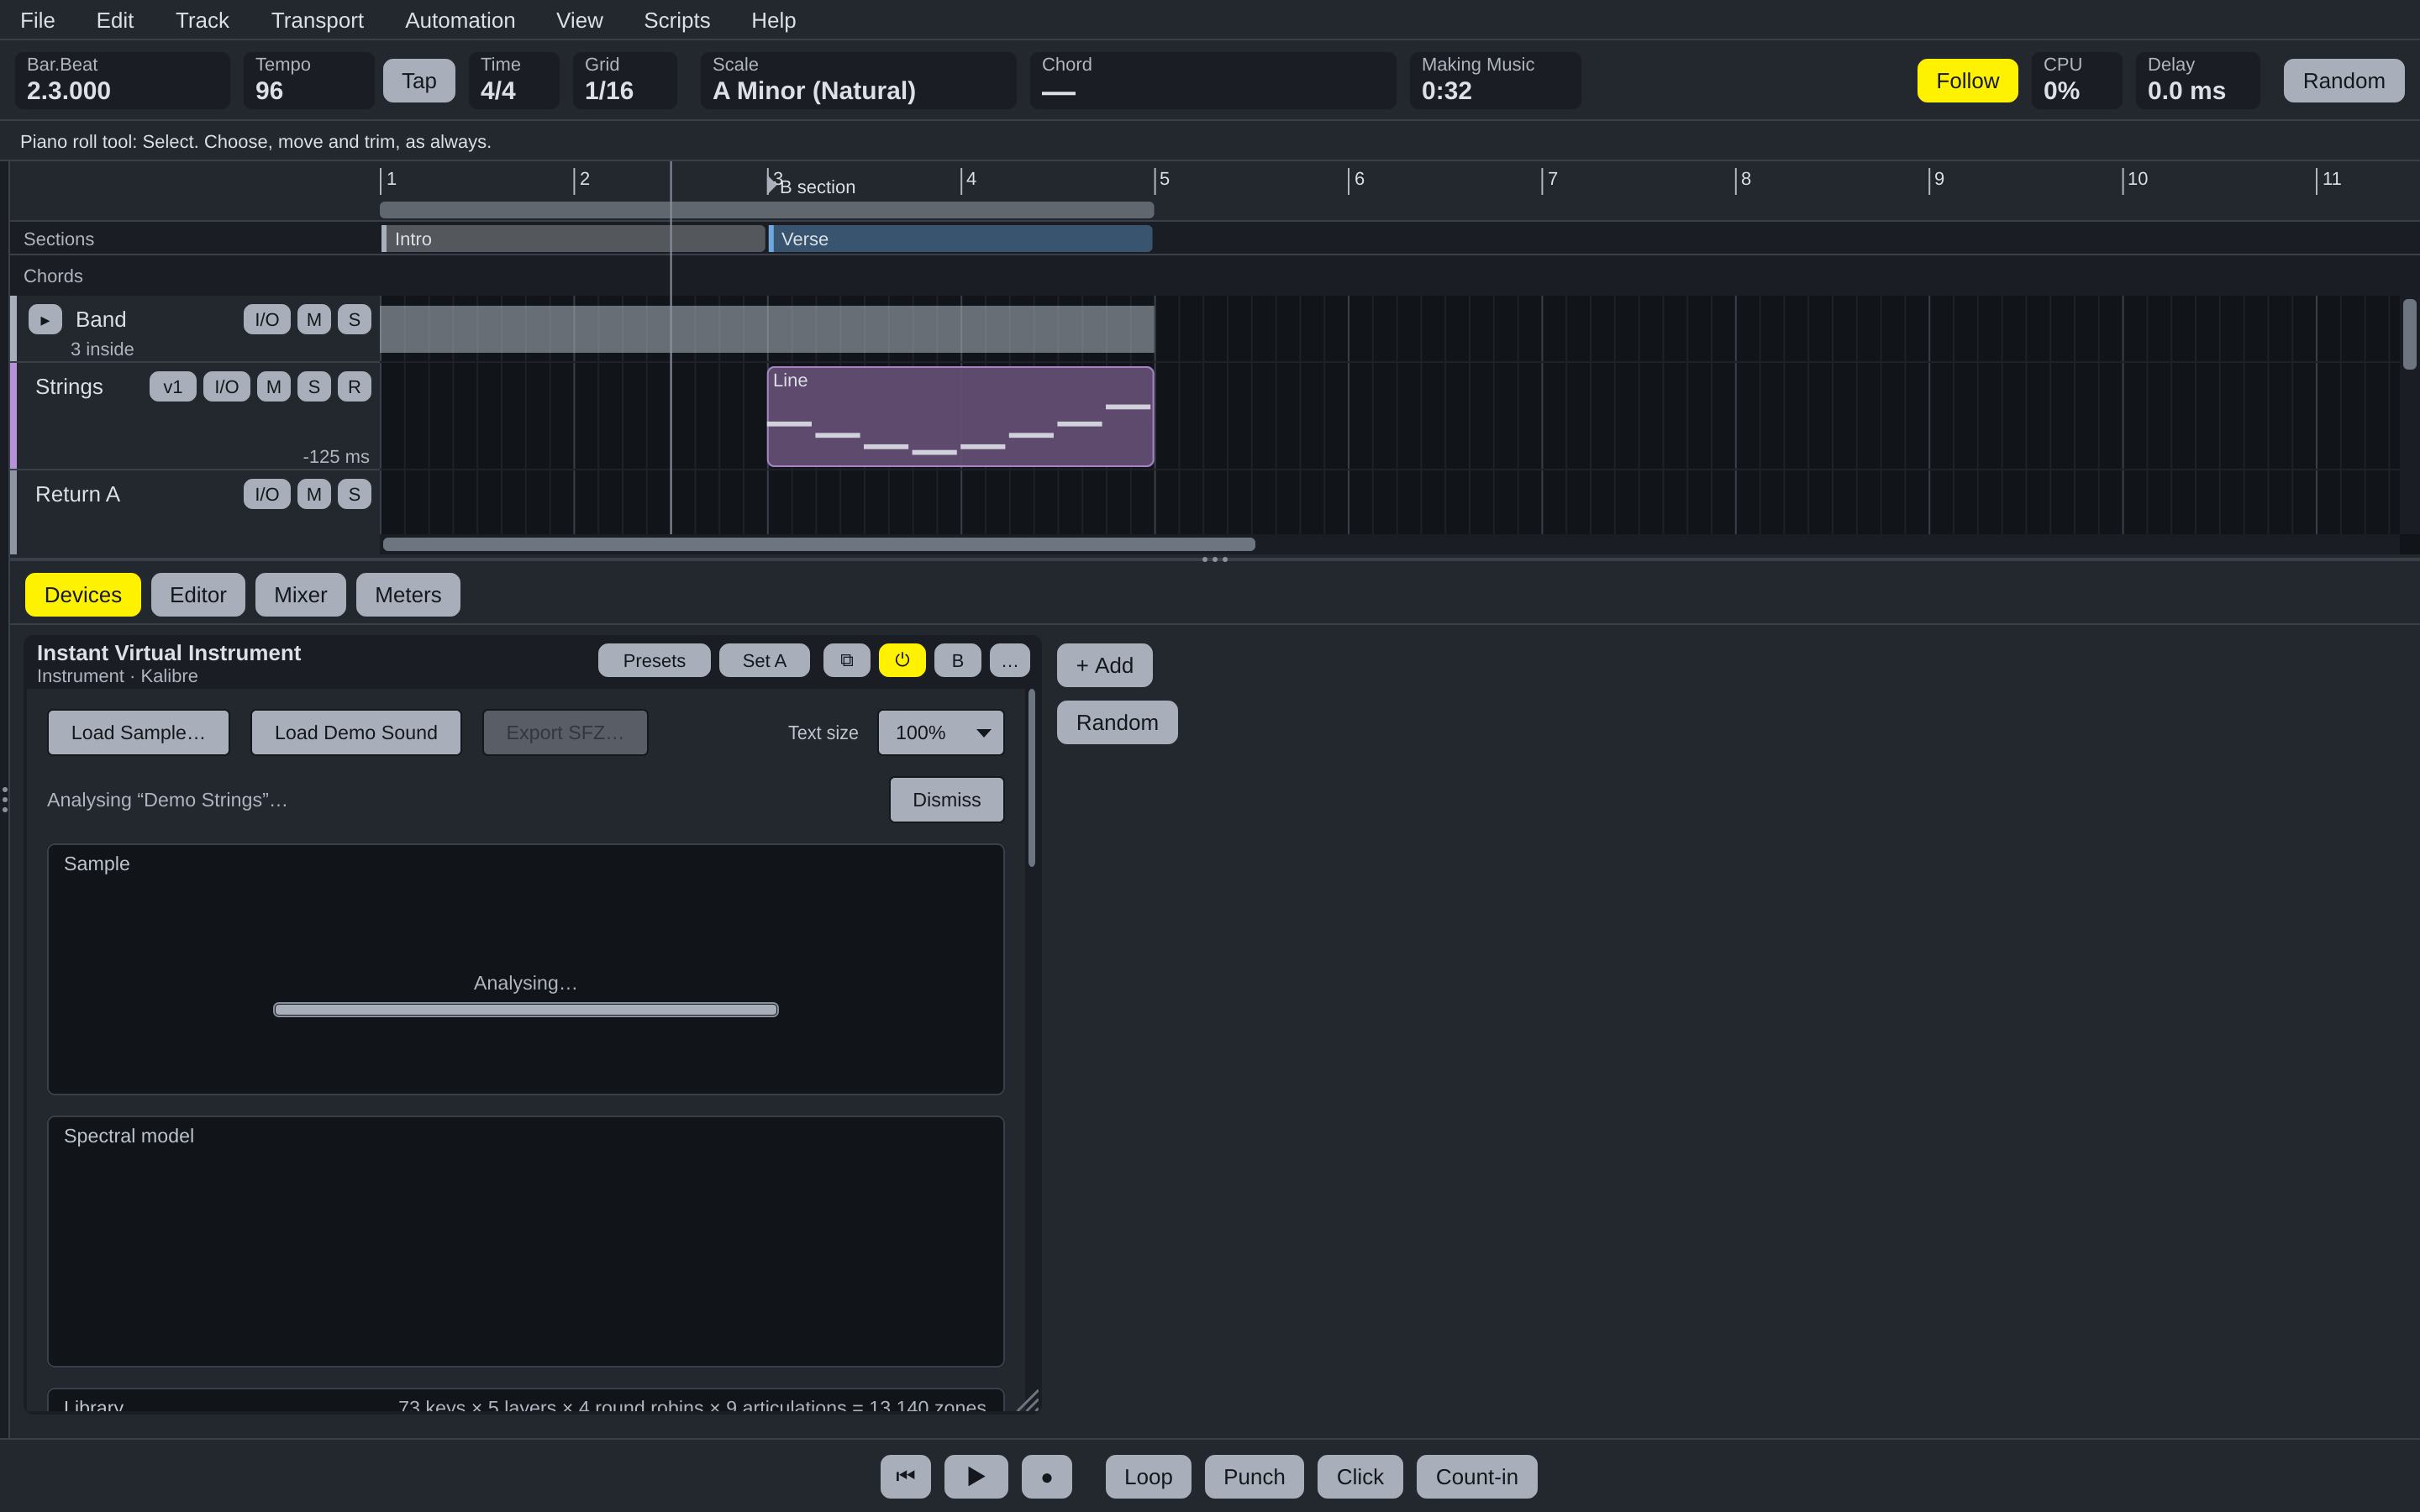 File Edit Track Transport Automation View Scripts Help
Bar.Beat Tempo Time Grid Scale Chord Making Music CPU Delay
2.3.000 96 Tap 4/4 1/16 A Minor (Natural) — 0:32 Follow 0% 0.0 ms Random
Piano roll tool: Select. Choose, move and trim, as always.
1 2 3 4 5 6 7 8 9 10 11
B section
Sections Intro Verse
Chords
▸ Band I/O M S
3 inside
Strings v1 I/O M S R
Line
-125 ms
Return A I/O M S
Devices Editor Mixer Meters
Instant Virtual Instrument Presets Set A B …
Instrument · Kalibre
+ Add
Random
Load Sample… Load Demo Sound Export SFZ… Text size 100%
Analysing “Demo Strings”… Dismiss
Sample
Analysing…
Spectral model
Library 73 keys × 5 layers × 4 round robins × 9 articulations = 13,140 zones
Loop Punch Click Count-in